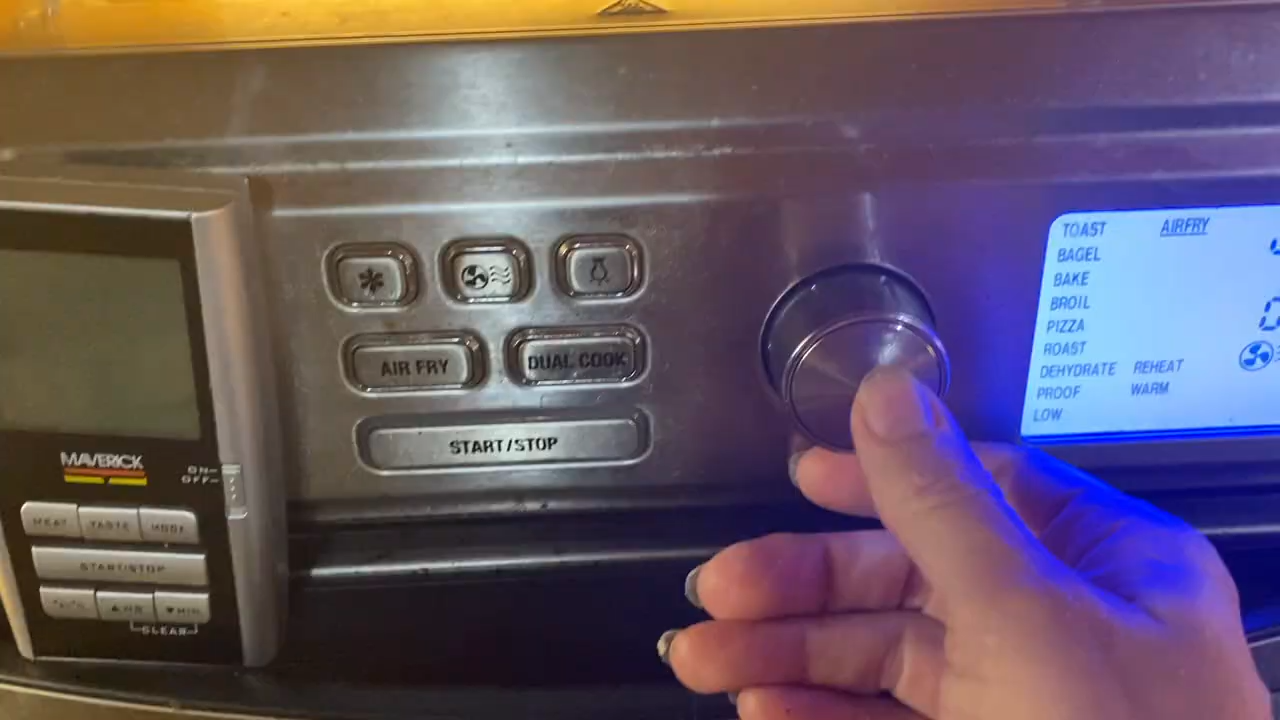 AIR FRY
DUAL COOK
START/STOP
MAVERICK
ON-
OFF-
MEAT
TASTE
MODE
START/STOP
▲HR
▼MIN
CLEAR
TOAST
AIRFRY
BAGEL
BAKE
BROIL
PIZZA
ROAST
DEHYDRATE
REHEAT
PROOF
WARM
LOW